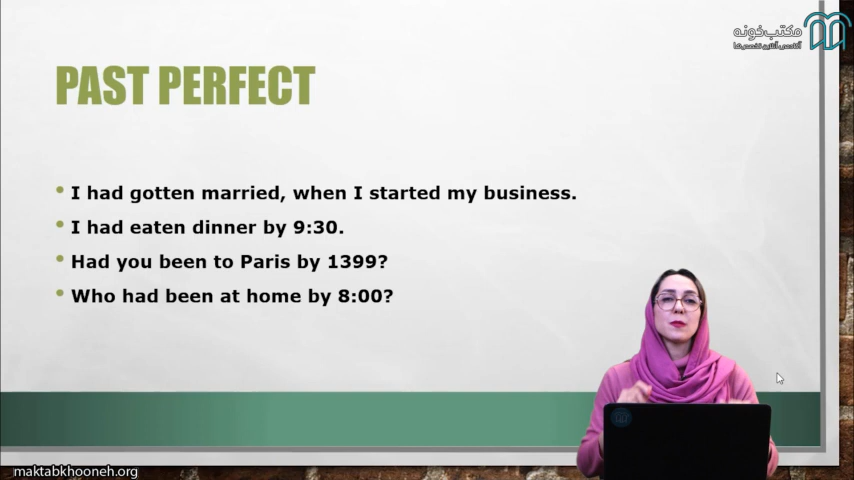 مکتب‌خونه
آکادمی آنلاین تخصص‌ها
PAST PERFECT
• I had gotten married, when I started my business.
• I had eaten dinner by 9:30.
• Had you been to Paris by 1399?
• Who had been at home by 8:00?
maktabkhooneh.org